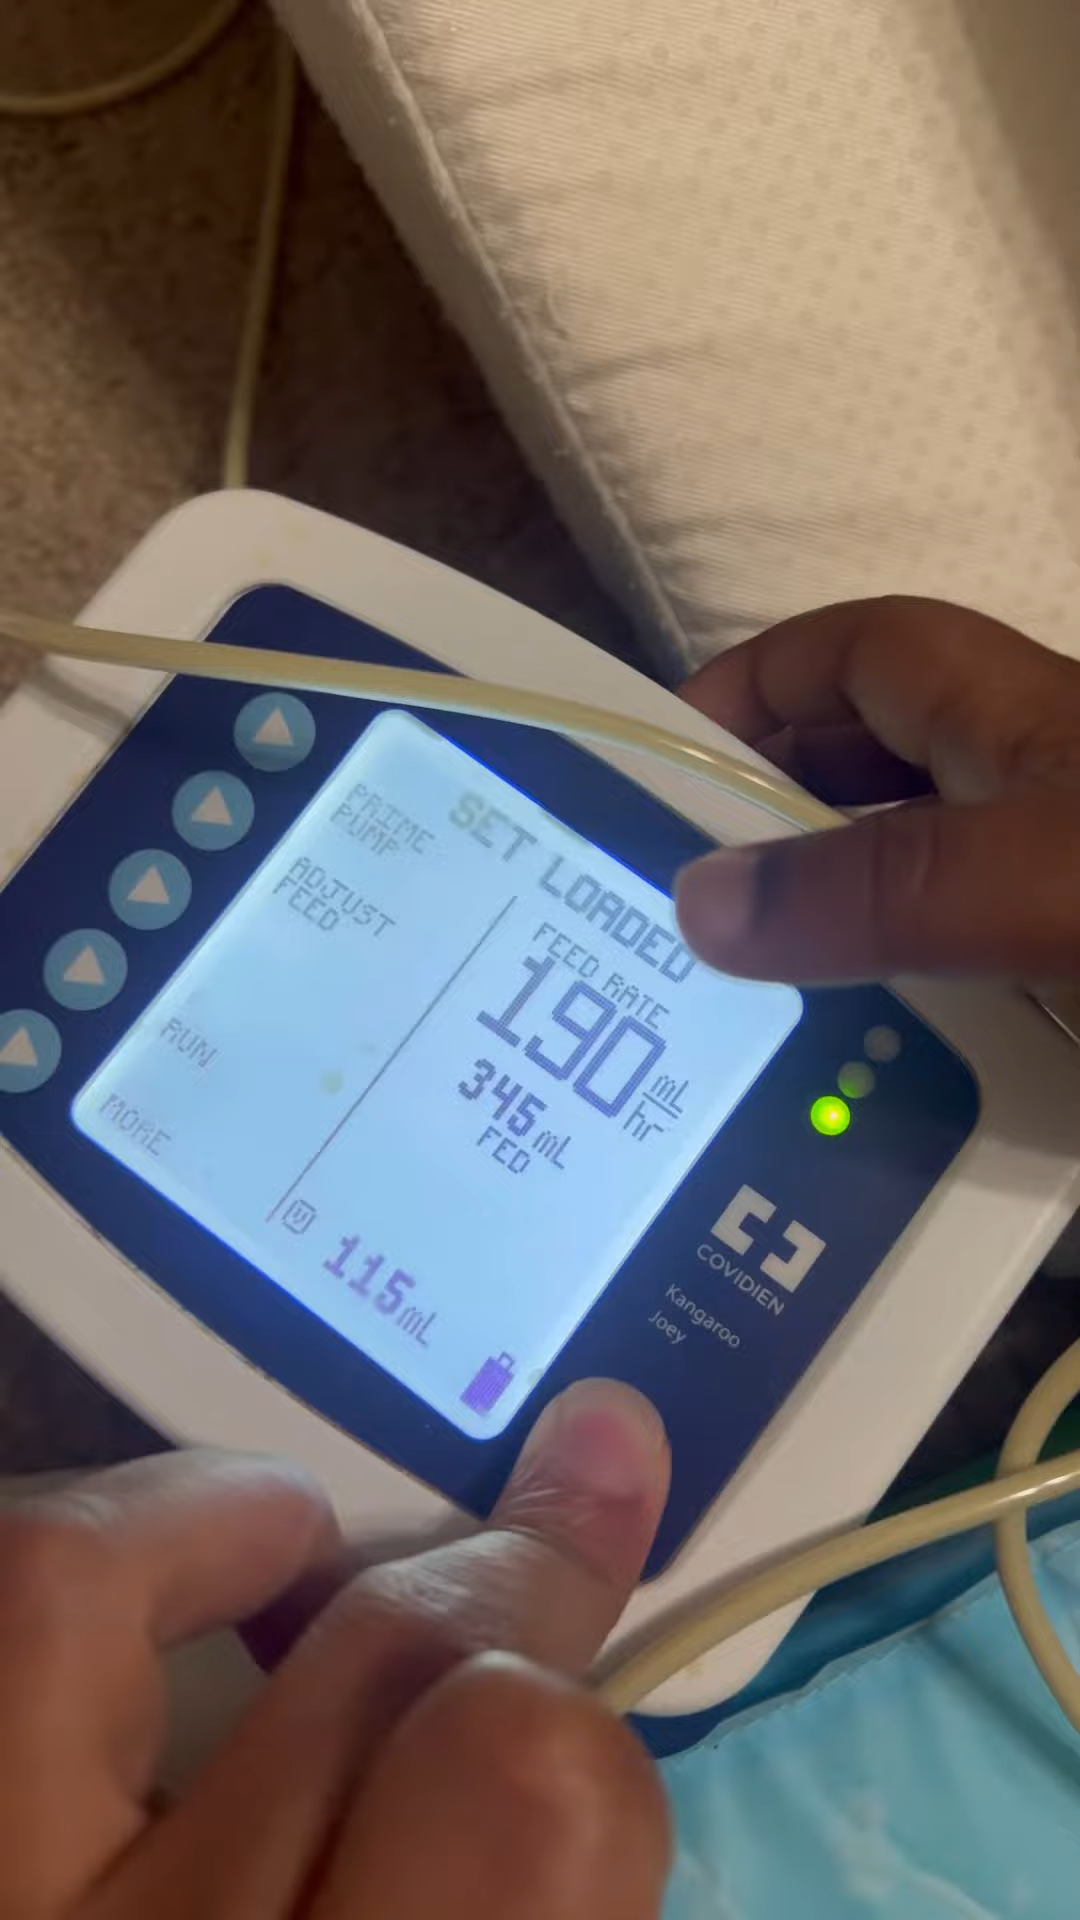 SET LOADED
PRIME
PUMP
ADJUST
FEED
RUN
MORE
FEED RATE
190 mL
hr
345 mL
FED
115 mL
COVIDIEN
Kangaroo
Joey